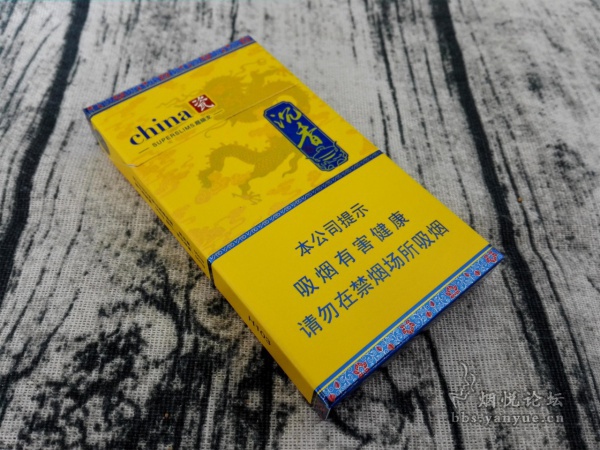 china 瓷
SUPERSLIMS
沉香
本公司提示
吸烟有害健康
请勿在禁烟场所吸烟
烟悦论坛
bbs.yanyue.cn